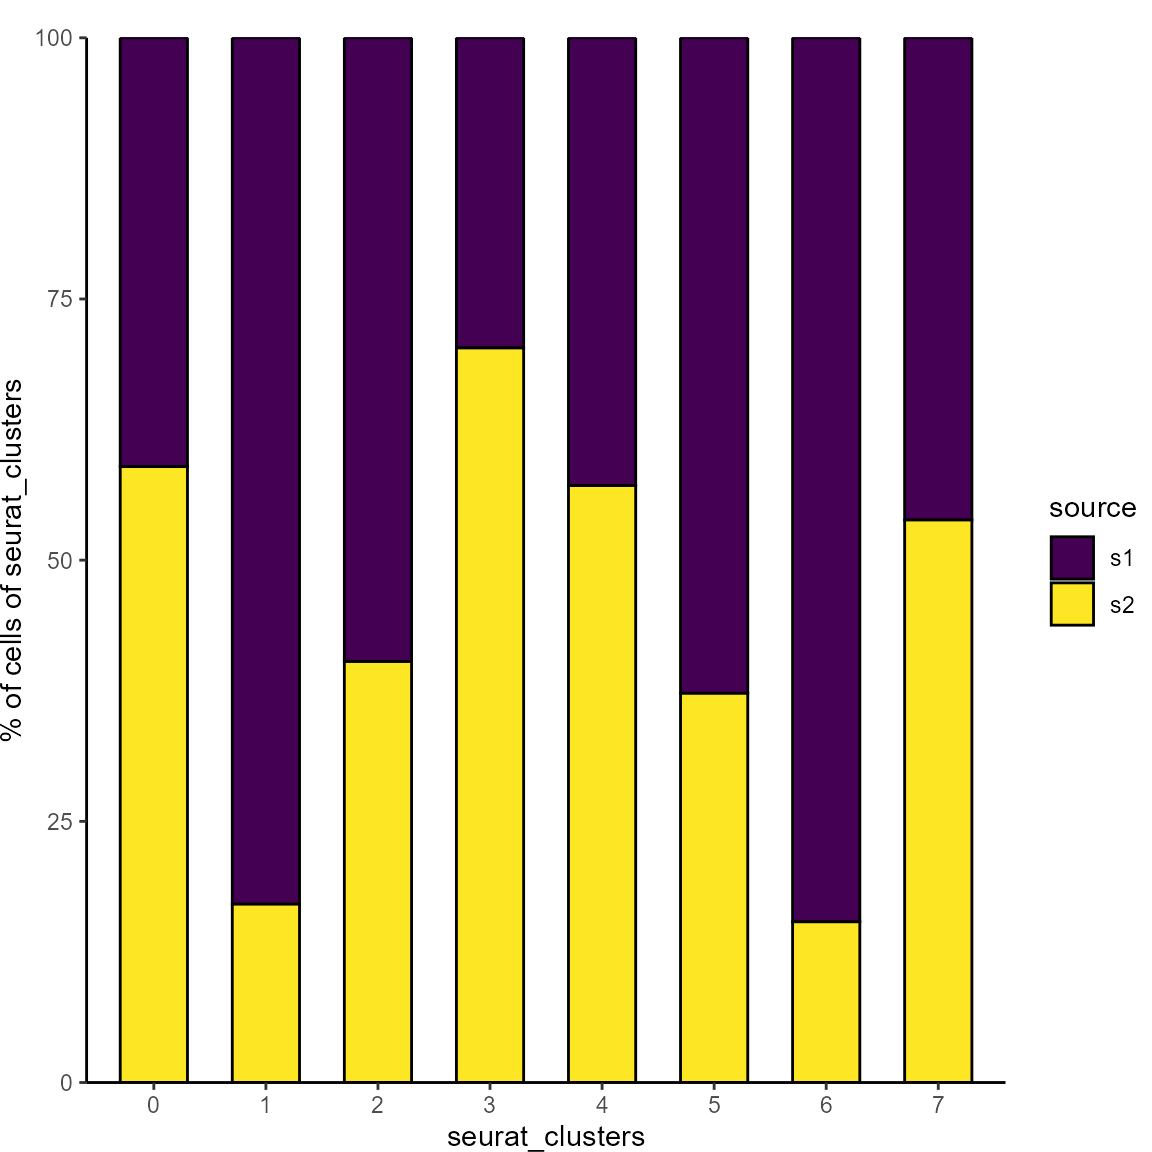 100
75
50
25
0
% of cells of seurat_clusters
0 1 2 3 4 5 6 7
seurat_clusters
source
s1
s2